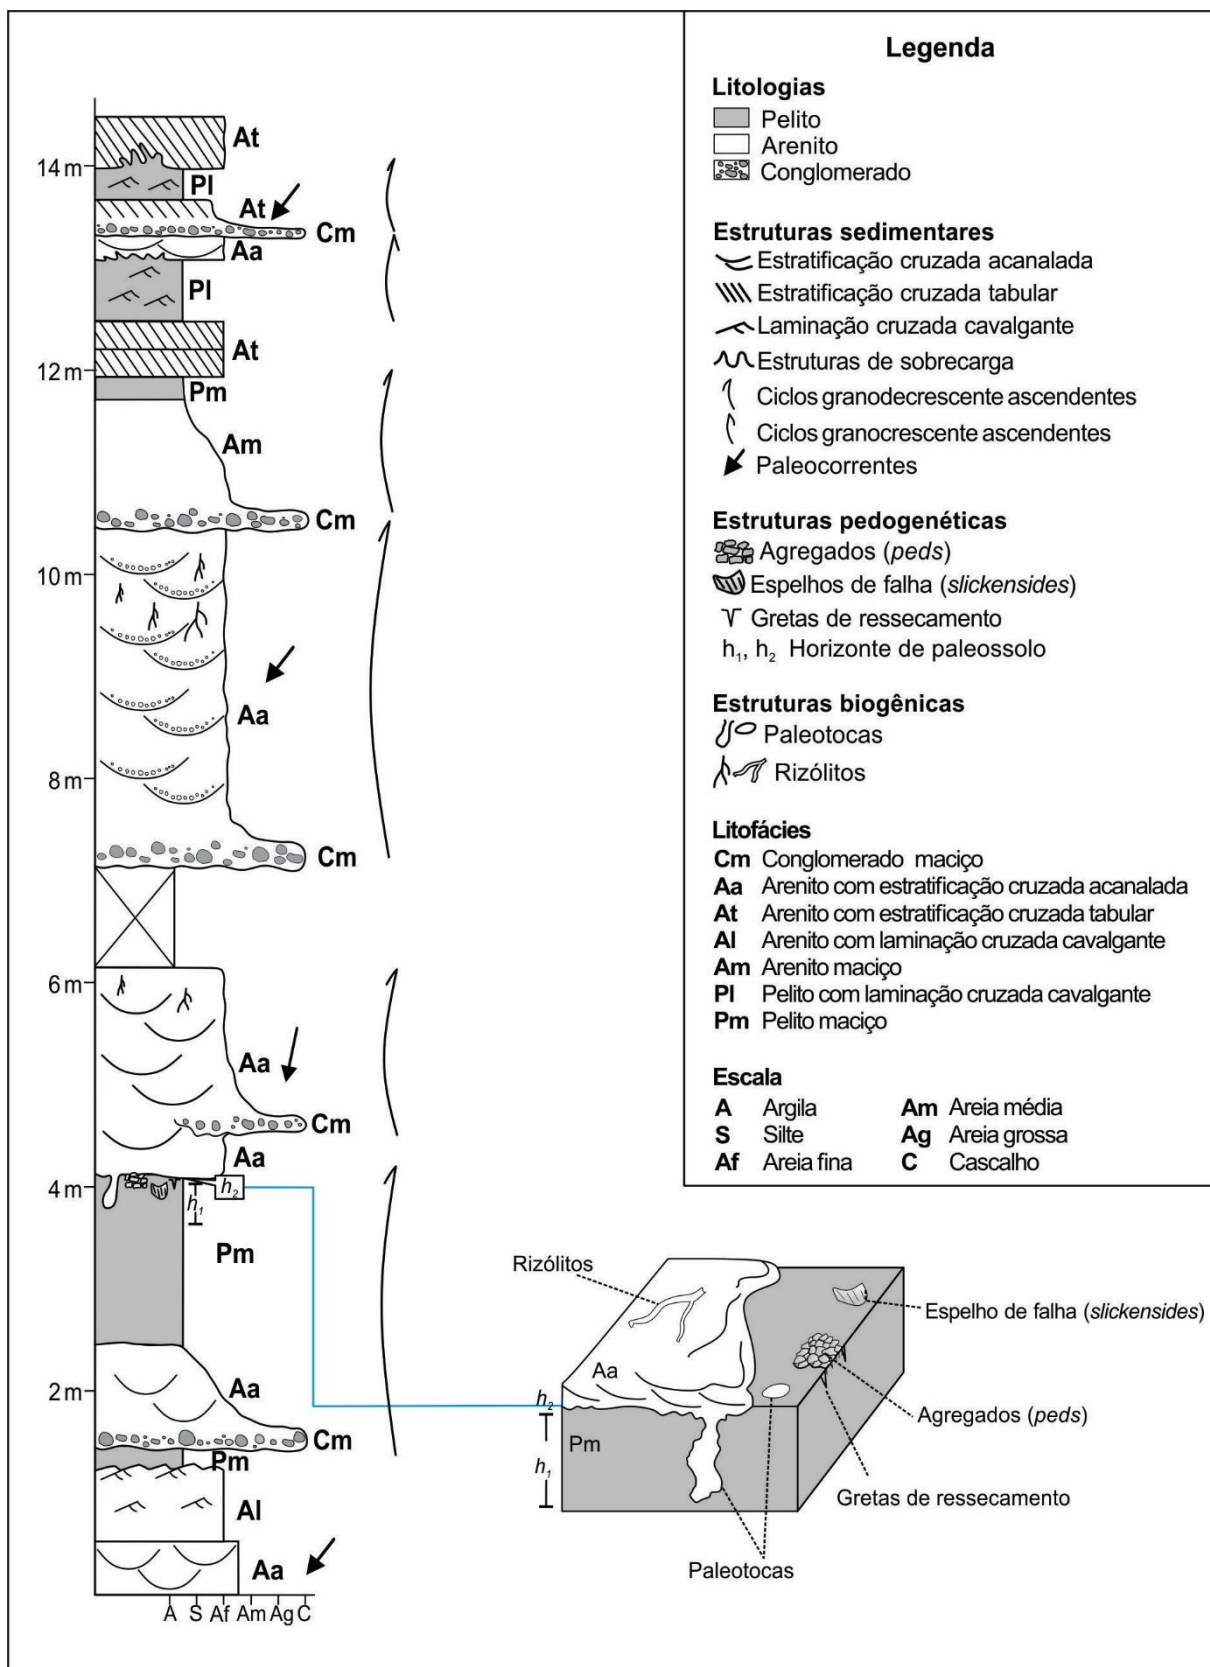 Legenda
Litologias
Pelito
Arenito
Conglomerado
Estruturas sedimentares
Estratificação cruzada acanalada
Estratificação cruzada tabular
Laminação cruzada cavalgante
Estruturas de sobrecarga
Ciclos granodecrescente ascendentes
Ciclos granocrescente ascendentes
Paleocorrentes
Estruturas pedogenéticas
Agregados (peds)
Espelhos de falha (slickensides)
Gretas de ressecamento
h₁, h₂ Horizonte de paleossolo
Estruturas biogênicas
Paleotocas
Rizólitos
Litofácies
Cm Conglomerado maciço
Aa Arenito com estratificação cruzada acanalada
At Arenito com estratificação cruzada tabular
Al Arenito com laminação cruzada cavalgante
Am Arenito maciço
Pl Pelito com laminação cruzada cavalgante
Pm Pelito maciço
Escala
A Argila Am Areia média
S Silte Ag Areia grossa
Af Areia fina C Cascalho
At
14 m
Pl
At
Cm
Aa
Pl
At
12 m
Pm
Am
Cm
10 m
Aa
8 m
Cm
6 m
Aa
Cm
Aa
4 m
h₁
h₂
Pm
2 m
Aa
Cm
Pm
Al
Aa
A S Af Am Ag C
Rizólitos
Espelho de falha (slickensides)
Aa
h₂
Agregados (peds)
Pm
h₁
Gretas de ressecamento
Paleotocas